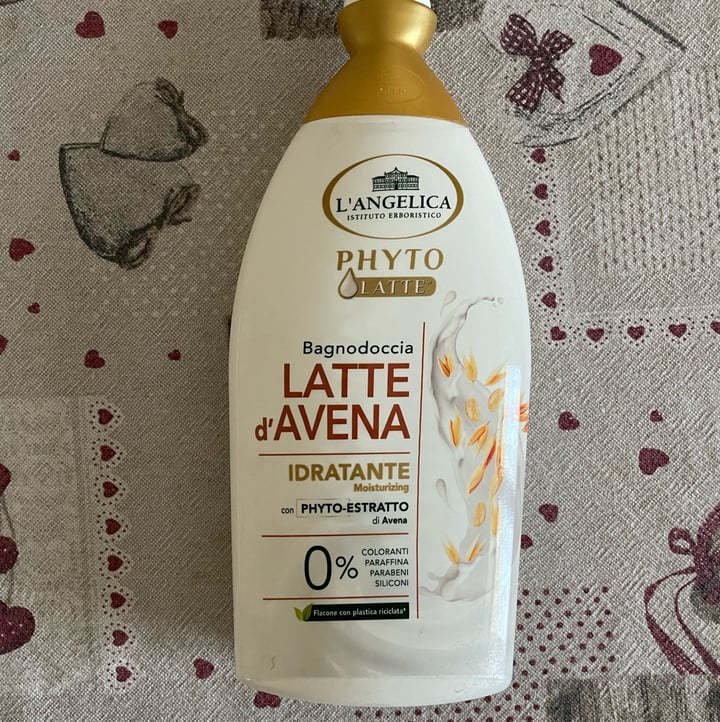 L'ANGELICA
ISTITUTO ERBORISTICO
PHYTO
LATTE
Bagnodoccia
LATTE
d'AVENA
IDRATANTE
Moisturizing
con PHYTO-ESTRATTO
di Avena
0% COLORANTI
PARAFFINA
PARABENI
SILICONI
Flacone con plastica riciclata*